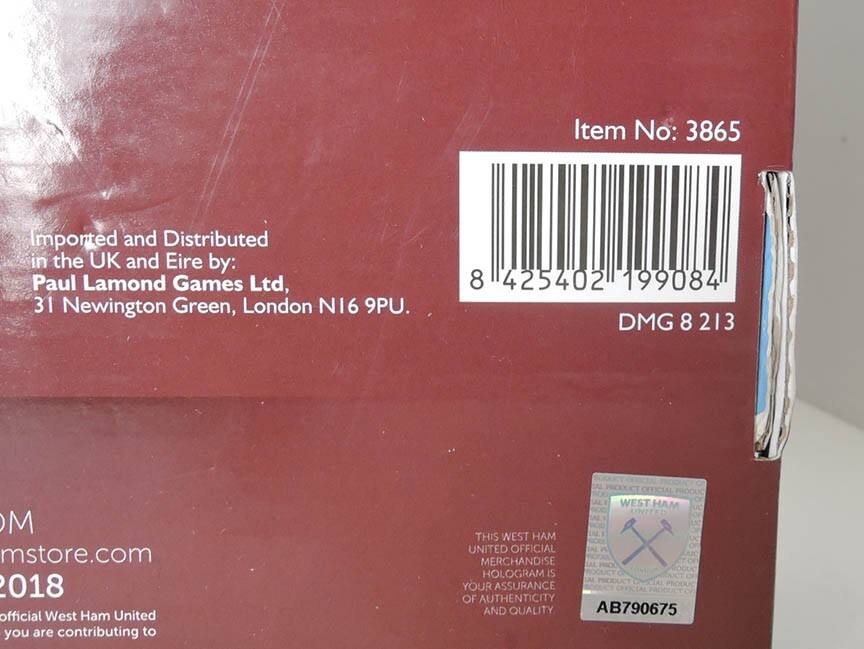 Item No: 3865
8 425402 199084
DMG 8 213
Imported and Distributed
in the UK and Eire by:
Paul Lamond Games Ltd,
31 Newington Green, London N16 9PU.
OM
mstore.com
2018
official West Ham United
you are contributing to
THIS WEST HAM
UNITED OFFICIAL
MERCHANDISE
HOLOGRAM IS
YOUR ASSURANCE
OF AUTHENTICITY
AND QUALITY.
WEST HAM
UNITED
LONDON
AB790675